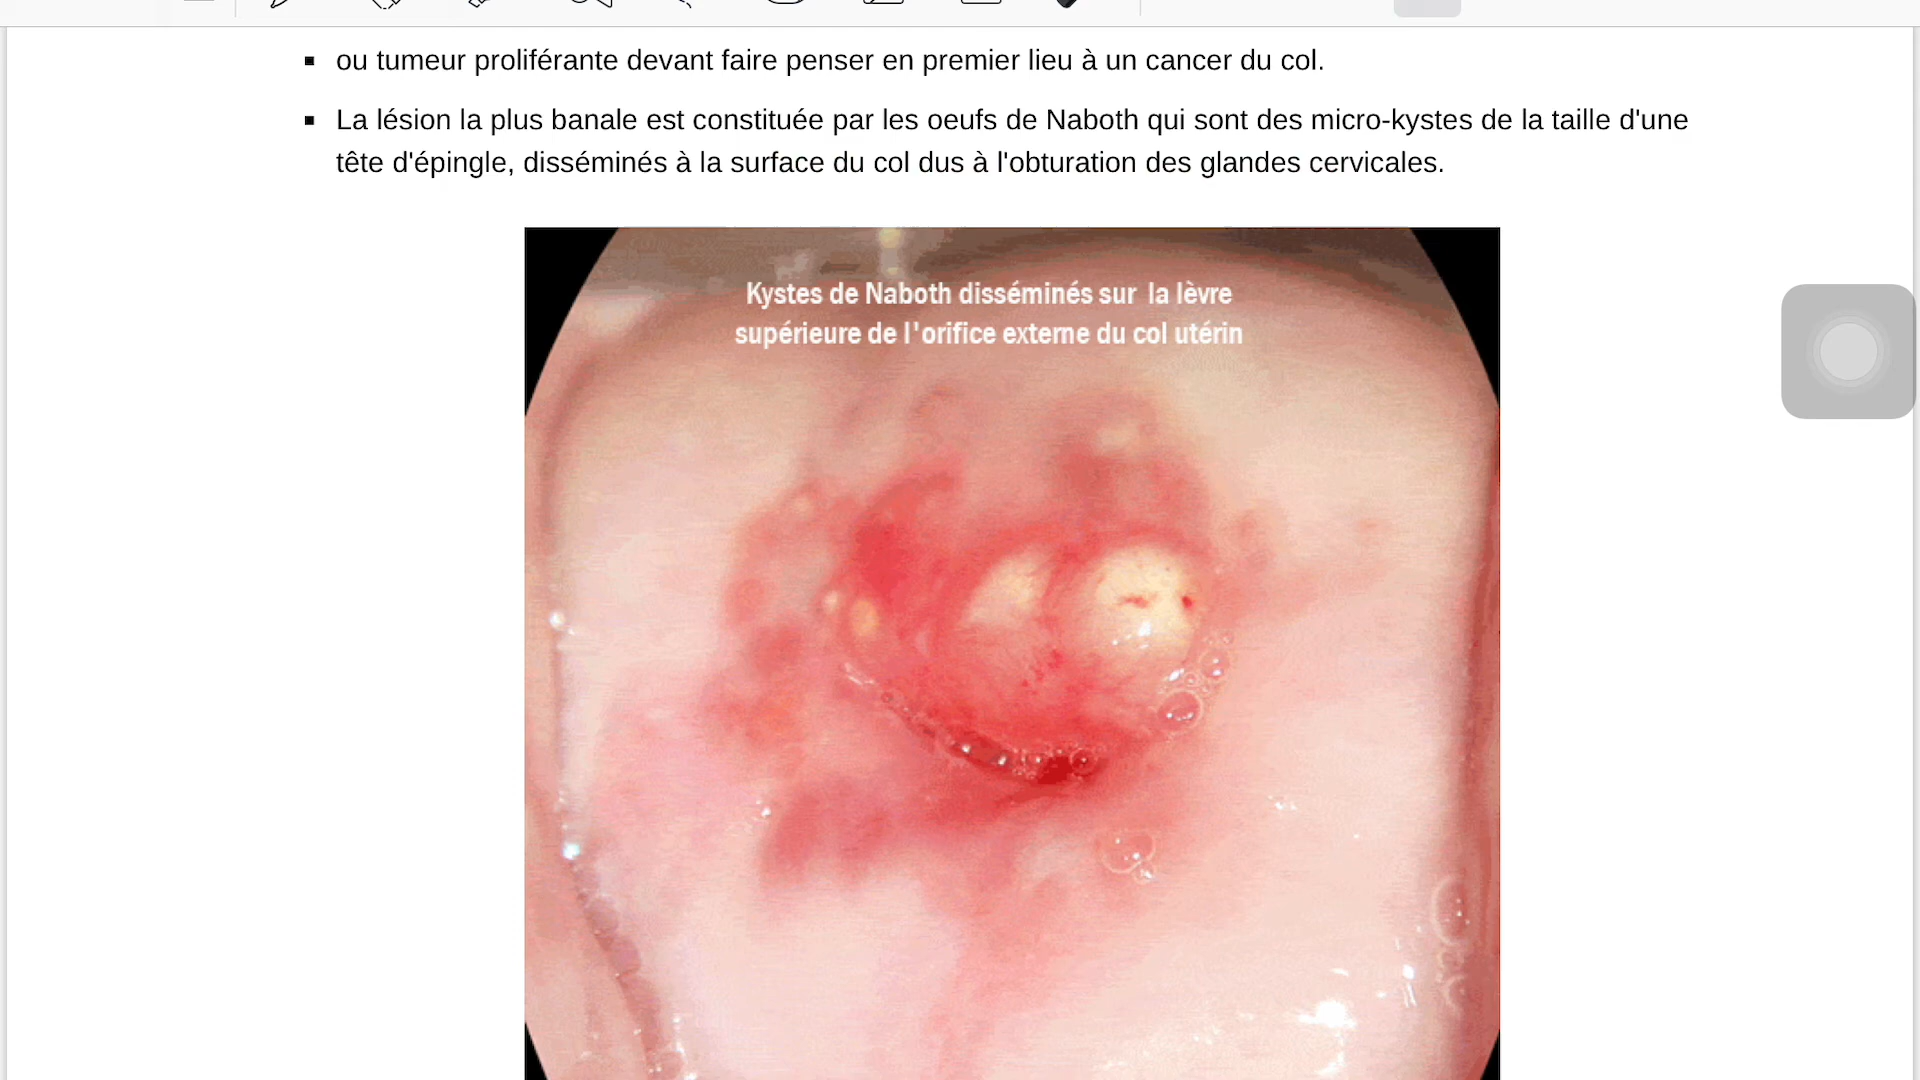 ou tumeur proliférante devant faire penser en premier lieu à un cancer du col.
La lésion la plus banale est constituée par les oeufs de Naboth qui sont des micro-kystes de la taille d'une
tête d'épingle, disséminés à la surface du col dus à l'obturation des glandes cervicales.
Kystes de Naboth disséminés sur la lèvre
supérieure de l'orifice externe du col utérin